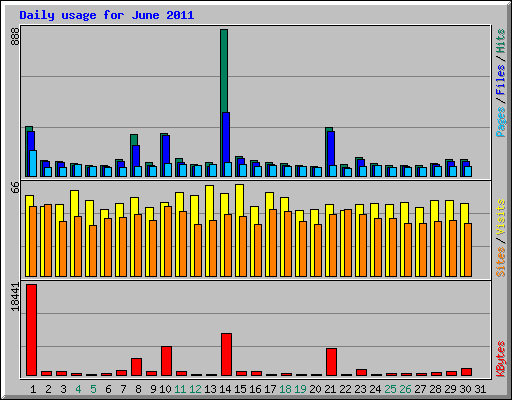 Daily usage for June 2011
888
Pages / Files / Hits
66
Sites / Visits
18441
KBytes
1 2 3 4 5 6 7 8 9 10 11 12 13 14 15 16 17 18 19 20 21 22 23 24 25 26 27 28 29 30 31